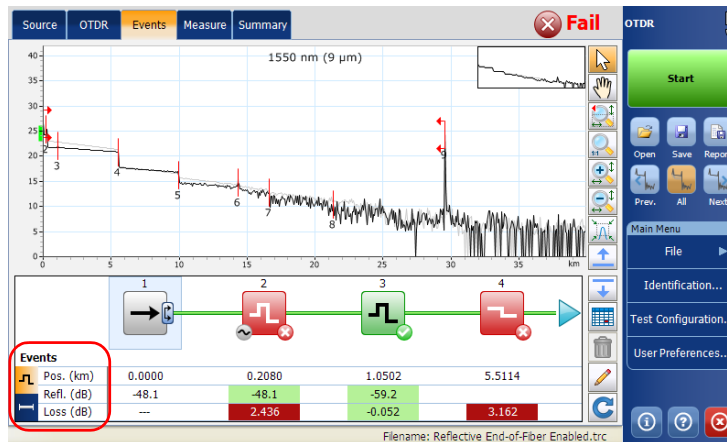 Source OTDR Events Measure Summary Fail OTDR
1550 nm (9 µm)
40
35
30
25
20
15
10
5
0
2 3 4 5 6 7 8 9
0 5 10 15 20 25 30 35 km
Start
1:1
Open Save Repor
Prev. All Next
Main Menu
File
Identification...
Test Configuration.
User Preferences..
1 2 3 4
Events
Pos. (km) 0.0000 0.2080 1.0502 5.5114
Refl. (dB) -48.1 -48.1 -59.2
Loss (dB) --- 2.436 -0.052 3.162
Filename: Reflective End-of-Fiber Enabled.trc